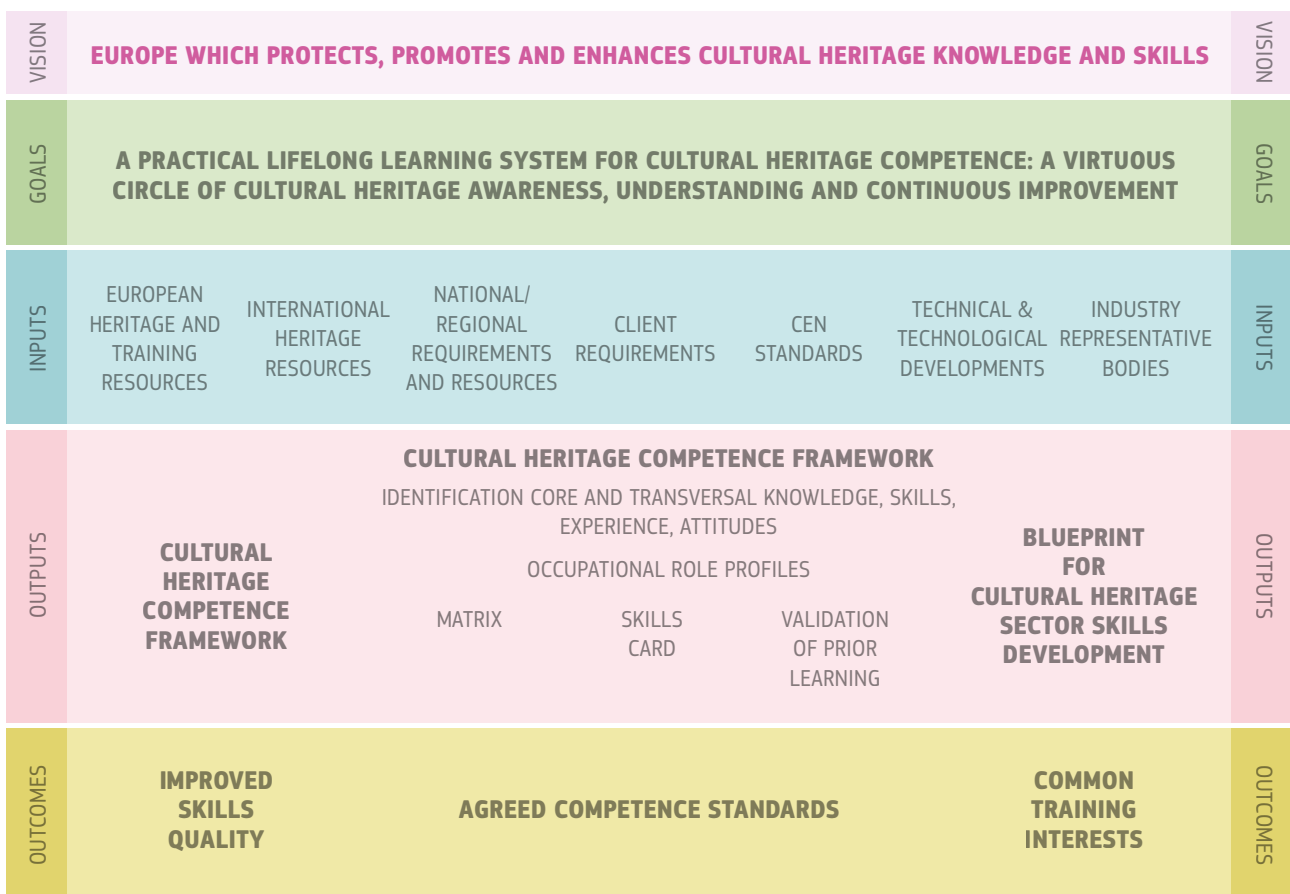 VISION
EUROPE WHICH PROTECTS, PROMOTES AND ENHANCES CULTURAL HERITAGE KNOWLEDGE AND SKILLS
VISION
GOALS
A PRACTICAL LIFELONG LEARNING SYSTEM FOR CULTURAL HERITAGE COMPETENCE: A VIRTUOUS
CIRCLE OF CULTURAL HERITAGE AWARENESS, UNDERSTANDING AND CONTINUOUS IMPROVEMENT
GOALS
INPUTS
EUROPEAN
HERITAGE AND
TRAINING
RESOURCES
INTERNATIONAL
HERITAGE
RESOURCES
NATIONAL/
REGIONAL
REQUIREMENTS
AND RESOURCES
CLIENT
REQUIREMENTS
CEN
STANDARDS
TECHNICAL &
TECHNOLOGICAL
DEVELOPMENTS
INDUSTRY
REPRESENTATIVE
BODIES
INPUTS
OUTPUTS
CULTURAL
HERITAGE
COMPETENCE
FRAMEWORK
CULTURAL HERITAGE COMPETENCE FRAMEWORK
IDENTIFICATION CORE AND TRANSVERSAL KNOWLEDGE, SKILLS,
EXPERIENCE, ATTITUDES
OCCUPATIONAL ROLE PROFILES
MATRIX
SKILLS
CARD
VALIDATION
OF PRIOR
LEARNING
BLUEPRINT
FOR
CULTURAL HERITAGE
SECTOR SKILLS
DEVELOPMENT
OUTPUTS
OUTCOMES
IMPROVED
SKILLS
QUALITY
AGREED COMPETENCE STANDARDS
COMMON
TRAINING
INTERESTS
OUTCOMES